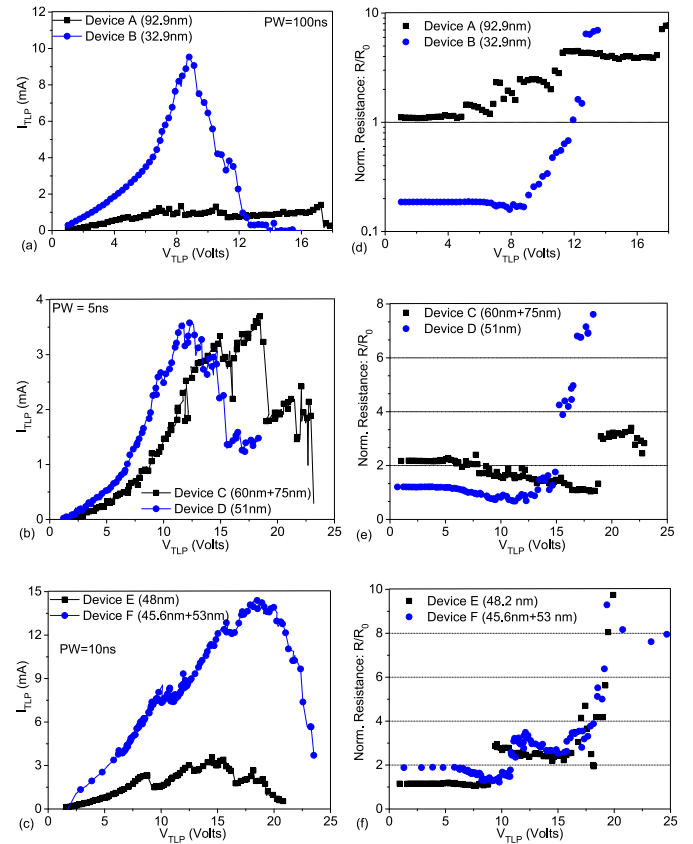 Device A (92.9nm)
Device B (32.9nm)
PW=100ns
I_TLP (mA)
12
10
8
6
4
2
0
0 4 8 12 16
V_TLP (Volts)
(a)
Device A (92.9nm)
Device B (32.9nm)
Norm. Resistance: R/R_0
10
1
0.1
0 4 8 12 16
V_TLP (Volts)
(d)
PW = 5ns
I_TLP (mA)
4
3
2
1
0
Device C (60nm+75nm)
Device D (51nm)
0 5 10 15 20 25
V_TLP (Volts)
(b)
Device C (60nm+75nm)
Device D (51nm)
Norm. Resistance: R/R_0
8
6
4
2
0
0 5 10 15 20 25
V_TLP (Volts)
(e)
Device E (48nm)
Device F (45.6nm+53nm)
PW=10ns
I_TLP (mA)
15
12
9
6
3
0
0 5 10 15 20 25
V_TLP (Volts)
(c)
Device E (48.2 nm)
Device F (45.6nm+53 nm)
Norm. Resistance: R/R_0
10
8
6
4
2
0
0 5 10 15 20 25
V_TLP (Volts)
(f)